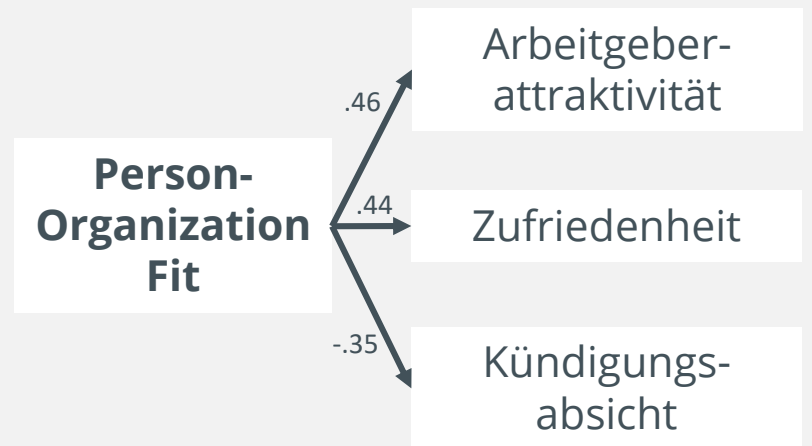 Person-
Organization
Fit
.46
.44
-.35
Arbeitgeber-
attraktivität
Zufriedenheit
Kündigungs-
absicht